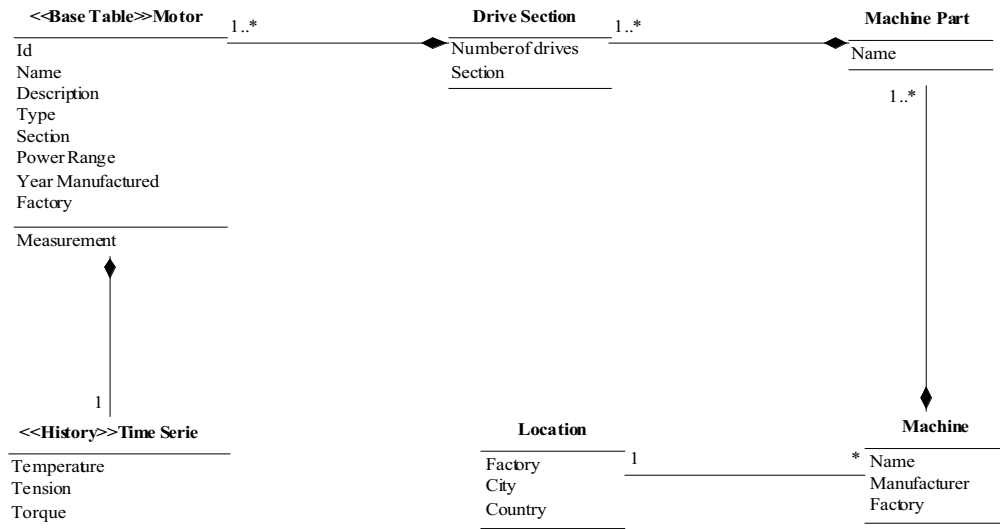 <<Base Table>>Motor
1..*
Id
Name
Description
Type
Section
Power Range
Year Manufactured
Factory
Measurement
Drive Section
1..*
Number of drives
Section
Machine Part
Name
1..*
1
<<History>>Time Serie
Temperature
Tension
Torque
Location
Factory
City
Country
1
*
Machine
Name
Manufacturer
Factory